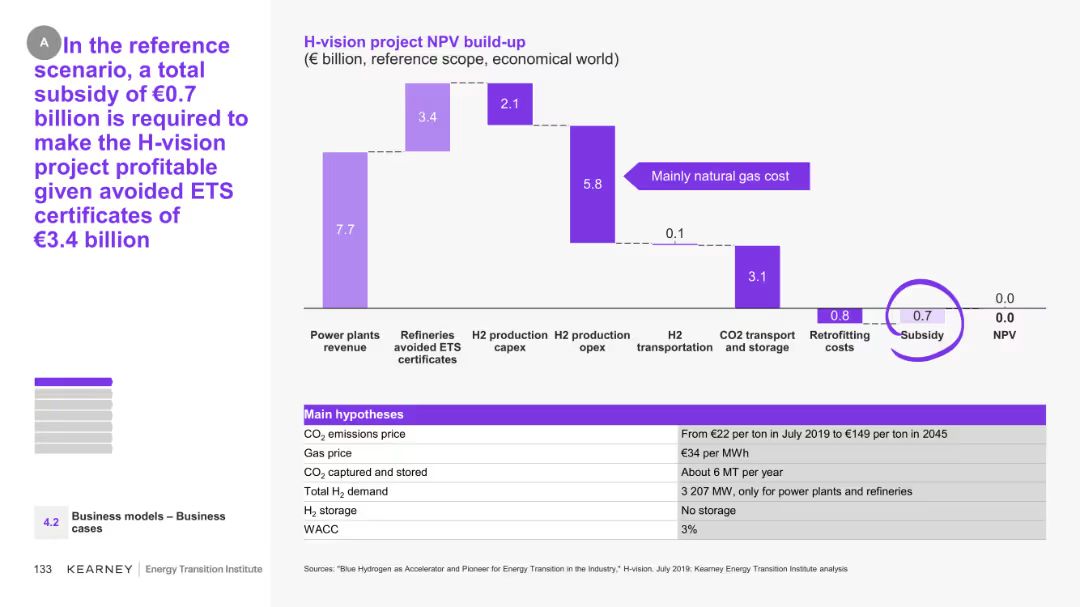 A
In the reference
scenario, a total
subsidy of €0.7
billion is required to
make the H-vision
project profitable
given avoided ETS
certificates of
€3.4 billion
H-vision project NPV build-up
(€ billion, reference scope, economical world)
7.7
3.4
2.1
5.8
Mainly natural gas cost
0.1
3.1
0.8
0.7
0.0
0.0
Power plants
revenue
Refineries
avoided ETS
certificates
H2 production
capex
H2 production
opex
H2
transportation
CO2 transport
and storage
Retrofitting
costs
Subsidy
NPV
Main hypotheses
CO2 emissions price From €22 per ton in July 2019 to €149 per ton in 2045
Gas price €34 per MWh
CO2 captured and stored About 6 MT per year
Total H2 demand 3 207 MW, only for power plants and refineries
H2 storage No storage
WACC 3%
4.2 Business models – Business
cases
133 KEARNEY Energy Transition Institute
Sources: "Blue Hydrogen as Accelerator and Pioneer for Energy Transition in the Industry," H-vision. July 2019: Kearney Energy Transition Institute analysis